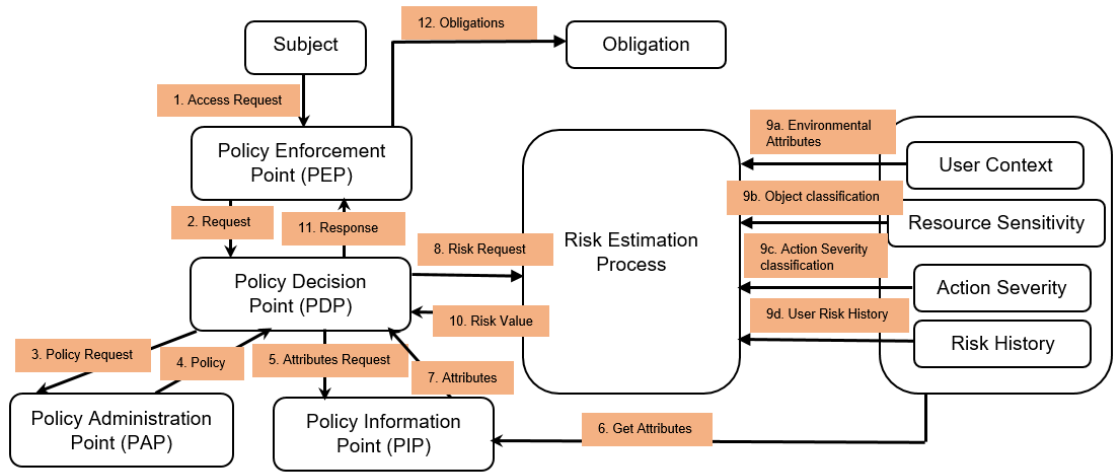 12. Obligations
Subject
Obligation
1. Access Request
Policy Enforcement
Point (PEP)
2. Request
11. Response
Policy Decision
Point (PDP)
8. Risk Request
10. Risk Value
Risk Estimation
Process
9a. Environmental
Attributes
User Context
9b. Object classification
Resource Sensitivity
9c. Action Severity
classification
Action Severity
9d. User Risk History
Risk History
3. Policy Request
4. Policy
5. Attributes Request
7. Attributes
Policy Administration
Point (PAP)
Policy Information
Point (PIP)
6. Get Attributes